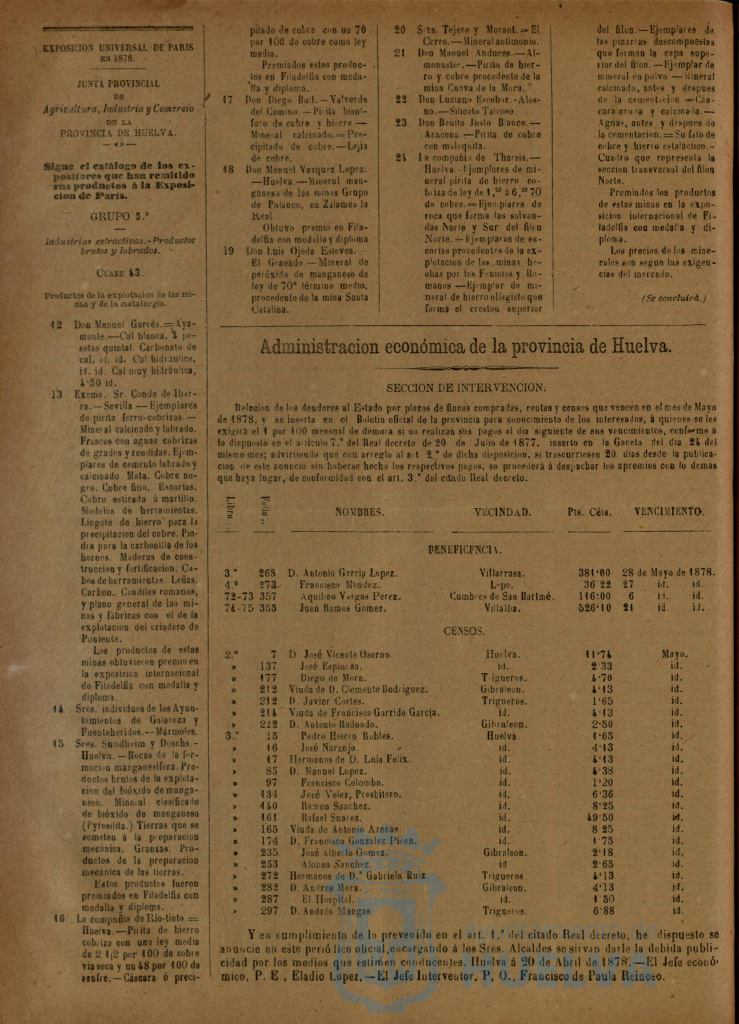 EXPOSICION UNIVERSAL DE PARIS
EN 1878.
JUNTA PROVINCIAL
DE
Agricultura, Industria y Comercio
DE LA
PROVINCIA DE HUELVA.
Sigue el catálogo de los ex-
positores que han remitido
sus productos á la Exposi-
cion de Paris.
GRUPO 5.°
Industrias estractivas.-Productos
brutos y labrados.
CLASE 43.
Productos de la explotacion de las mi-
nas y de la metalurgia.
12 Don Manuel Garcés.=Aya-
monte.—Cal blanca, 4 pe-
setas quintal. Carbonato de
cal, id. id. Cal hidráulica,
id. id. Cal muy hidráulica,
4‘50 id.
13 Excmo. Sr. Conde de Ibar-
ra.—Sevilla—Ejemplares
de pirita ferro-cobrizas.—
Mineral calcinado y labrado.
Frascos con aguas cobrizas
de grados y rendidas. Ejem-
plares de cemento labrado y
calcinado Mata. Cobre ne-
gro. Cobre fino. Escorias.
Cobre estirado á martillo.
Modelos de herramientas.
Lingote de hierro para la
precipitacion del cobre. Pie-
dra para la carbonilla de los
hornos. Maderas de cons-
truccion y fortificacion. Ca-
bos de herramientas. Leñas.
Carbon. Candiles romanos,
y plano general de las mi-
nas y fábricas con el de la
explotacion del criadero de
Poniente.
Los productos de estas
minas obtuvieron premio en
la exposicion internacional
de Filadelfia con medalla y
diploma.
14 Sres. individuos de los Ayun-
tamientos de Galaroza y
Fuenteheridos.—Mármoles.
15 Sres. Sundheim y Doschs.-
Huelva.—Rocas de la for-
macion manganesifera. Pro-
ductos brutos de la explota-
cion del bióxido de manga-
neso. Mineral clasificado
de bióxido de manganeso
(Pyrosilita.) Tierras que se
someten á la preparacion
mecánica. Granzas. Pro-
ductos de la preparacion
mecánica de las tierras.
Estos productos fueron
premiados en Filadelfia con
medalla y diploma.
16 La compañia de Rio-tinto=
Huelva.—Pirita de hierro
cobriza con una ley media
de 2 1¡2 por 100 de cobre
via seca y un 48 por 100 de
azufre.—Cáscara ó preci-
pitado de cobre con un 70
por 100 de cobre como ley
media.
Premiados estos produc-
tos en Filadelfia con meda-
lla y diploma.
17 Don Diego Bull.—Valverde
del Camino.—Pirita bisul-
furo de cobre y hierro—
Mineral calcinado.=Pre-
cipitado de cobre.—Lejia
de cobre.
18 Don Manuel Vazquez Lopez.
—Huelva.—Mineral man-
ganeso de las minas Grupo
de Palanco, en Zalamea la
Real
Obtuvo premio en Fila-
delfia con medalla y diploma
19 Don Luis Ojeda Esteves.—
El Granado—Mineral de
peróxido de manganeso de
ley de 70° término medio,
procedente de la mina Santa
Catalina.
20 Sres. Tejero y Morant.=El
Cerro.—Mineral antimonio.
21 Don Manuel Anduces.—Al-
monaster.—Pirita de hier-
ro y cobre procedente de la
mina Cueva de la Mora.
22 Don Luciano Escobar.-Alos-
no.—Silicato Talcoso.
23 Don Benito Justo Blanco.—
Aracena.—Pirita de cobre
con malaquita.
24 La compañia de Tharsis.—
Huelva.-Ejemplares de mi-
neral pirita de hierro co-
briza de ley de
de cobre.=Ejemplares de
roca que forma las salvan-
das Norte y Sur del filon
Norte.—Ejemplares de es-
corias procedentes de la ex-
plotacion de las minas he-
chas por los Fenicios y Ro-
manos—Ejemplar de mi-
neral de hierro oligisto que
forma el creston superior
del filon.—Ejemplares de
las pizarras descompuestas
que forman la capa supe-
rior del filon.—Ejemplar de
mineral en polvo—Mineral
calcinado, antes y despues
de la cementacion=Cás-
cara cruda y calcinada.—
Aguas, antes y despues de
la cementacion.=Sulfato de
cobre y hierro estaláctico.-
Cuadro que representa la
seccion transversal del filon
Norte.
Premiados los productos
de estas minas en la expo-
sicion internacional de Fi-
ladelfia con medalla y di-
ploma.
Los precios de los mine-
rales son segun las exigen-
cias del mercado.
(Se concluirá.)
Administracion económica de la provincia de Huelva.
SECCION DE INTERVENCION.
Relacion de los deudores al Estado por plazos de fincas compradas, rentas y censos que vencen en el mes de Mayo
de 1878, y se inserta en el Boletin oficial de la provincia para conocimiento de los interesados, á quienes se les
exigirá el 1 por 100 mensual de demora si no realizan sus pagos al dia siguiente de sus vencimientos, conforme a
lo dispuesto en el artículo 7.° del Real decreto de 20 de Julio de 1877, inserto en la Gaceta del dia 24 del
mismo mes; advirtiendo que con arreglo al art 2.° de dicha disposicion, si trascurriesen 20 dias desde la publica-
cion de este anuncio sin haberse hecho los respectivos pagos, se procederá á despachar los apremios con lo demas
que haya lugar, de conformidad con el art. 3.° del citado Real decreto.
Libro. Folio. NOMBRES. VECINDAD. Pts. Céts. VENCIMIENTO.
BENEFICENCIA.
3.° 268 D. Antonio Garcia Lopez. Villarrasa. 381‘00 28 de Mayo de 1878.
4.° 273 Francisco Mendez. Lepe. 36 22 27 id. id.
72-73 357 Aquilino Vargas Perez. Cumbres de San Bartmé. 116‘00 6 id. id.
74-75 353 Juan Ramos Gomez. Villalba. 526‘10 21 id. id.
CENSOS.
2.° 7 D José Vicente Osorno. Huelva. 11‘74 Mayo.
» 137 José Espinosa. id. 2‘33 id.
» 177 Diego de Mora. Trigueros. 4‘70 id.
» 212 Viuda de D. Clemente Bodriguez. Gibraleon. 4‘13 id.
» 212 D. Javier Cortes. Trigueros. 1‘65 id.
» 214 Viuda de Francisco Garrido García. id. 4‘13 id.
» 222 D. Antonio Redondo. Gibraleon. 2‘50 id.
3.° 15 Pedro Hierro Robles. Huelva. 1‘65 id.
» 16 José Naranjo. id. 4‘13 id.
» 17 Hermanos de D. Luis Felix. id. 4‘13 id.
» 85 D. Manuel Lopez. id. 4‘38 id.
» 97 Francisco Colombo. id. 1‘20 id.
» 134 José Velez, Presbitero. id. 6‘36 id.
» 140 Ramon Sanchez. id. 8‘25 id.
» 161 Rafael Suarez. id. 49‘50 id.
» 165 Viuda de Antonio Arenas id. 8 25 id.
» 174 D. Francisco Gonzalez Picon. id. 1‘75 id.
» 235 José Alberto Gomez. Gibraleon. 2‘18 id.
» 253 Alonso Sanchez id 2‘65 id.
» 272 Hermanos de D.ª Gabriela Ruiz Trigueros 4‘13 id.
» 282 D. Andres Mora. Gibraleon. 4‘13 id.
» 287 El Hospital. id. 1‘50 id.
» 297 D. Andrés Mangas Trigueros. 6‘88 id.
Y en cumplimiento de lo prevenido en el art. 1.° del citado Real decreto, he dispuesto se
anuncie en este periódico oficial, encargando á los Sres. Alcaldes se sirvan darle la debida publi-
cidad por los medios que estimen conducentes. Huelva á 20 de Abril de 1878.—El Jefe econó-
mico, P. E, Eladio López,—El Jefe Interventor, P, O., Francisco de Paula Reinoso.